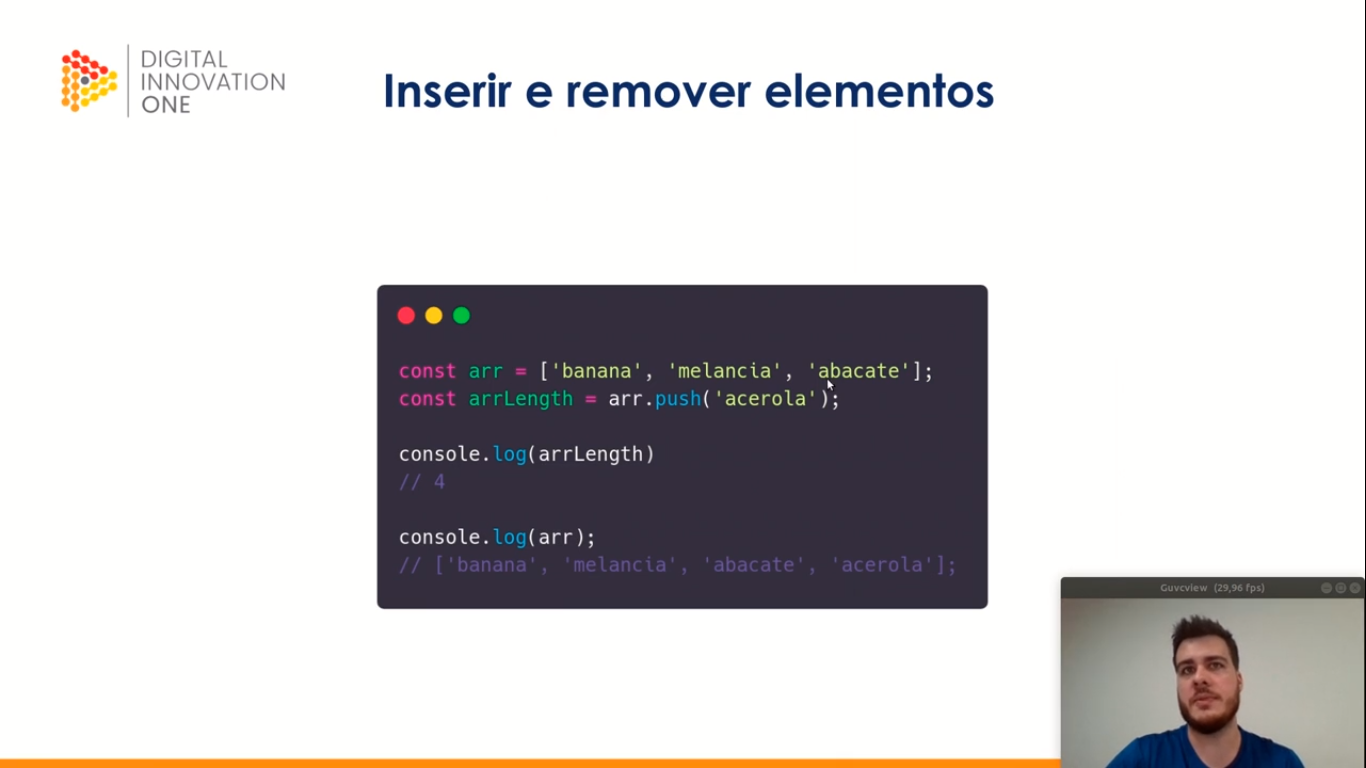 DIGITAL
INNOVATION
ONE
Inserir e remover elementos
const arr = ['banana', 'melancia', 'abacate'];
const arrLength = arr.push('acerola');
console.log(arrLength)
// 4
console.log(arr);
// ['banana', 'melancia', 'abacate', 'acerola'];
Guvcview (29,96 fps)